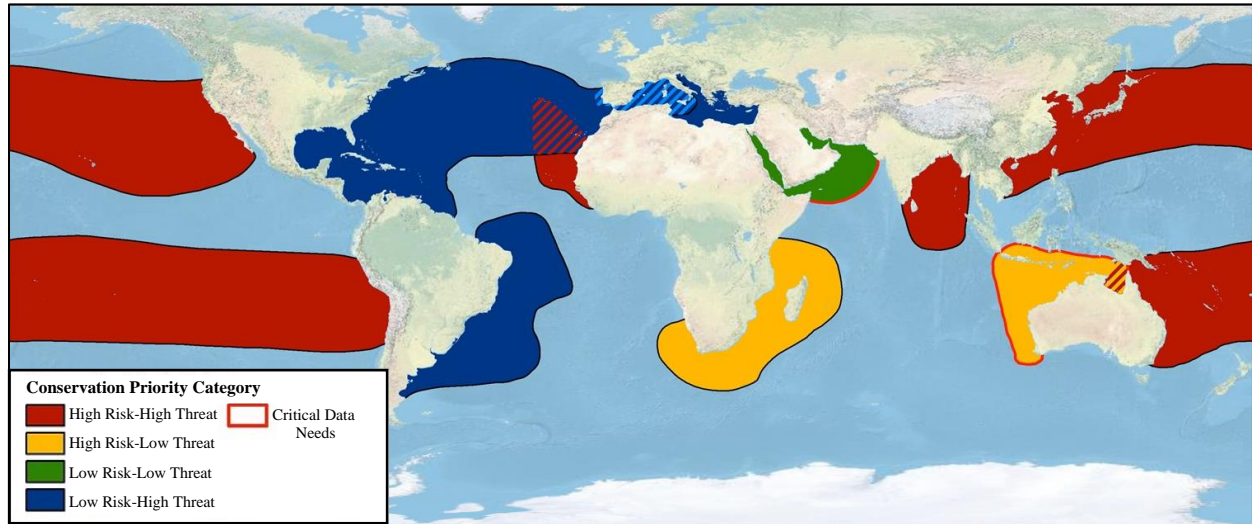 Conservation Priority Category
High Risk-High Threat
Critical Data
Needs
High Risk-Low Threat
Low Risk-Low Threat
Low Risk-High Threat